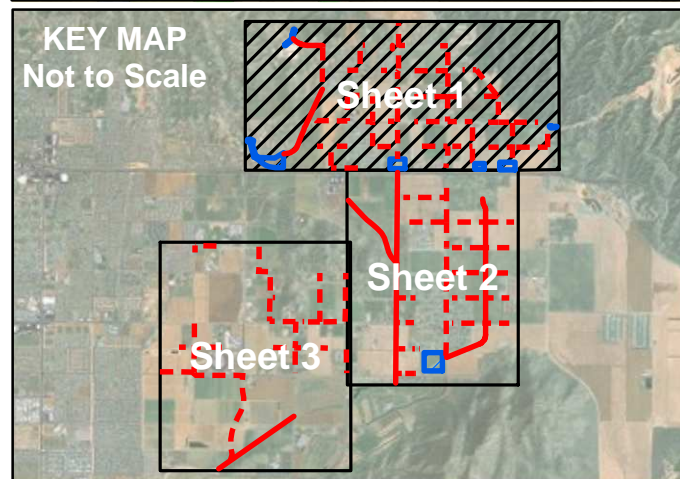 KEY MAP
Not to Scale
Sheet 1
Sheet 2
Sheet 3